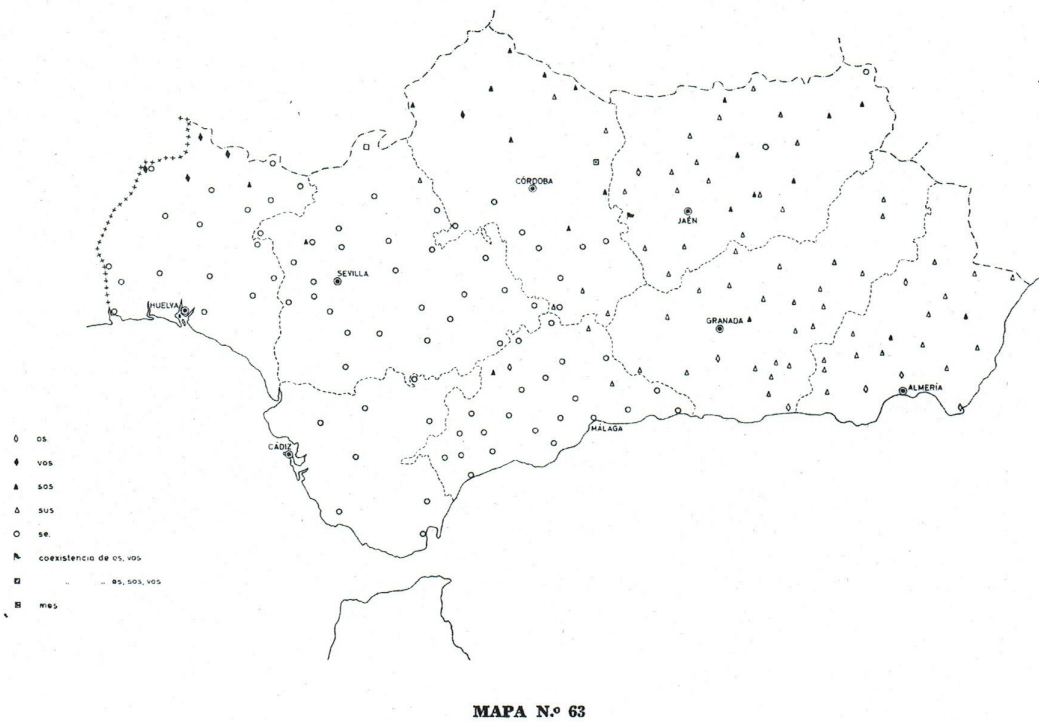 CÓRDOBA
JAÉN
SEVILLA
HUELVA
GRANADA
ALMERÍA
MÁLAGA
CÁDIZ
os
vos
sos
sus
se.
coexistencia de os, vos
" " os, sos, vos
mos
MAPA N.º 63